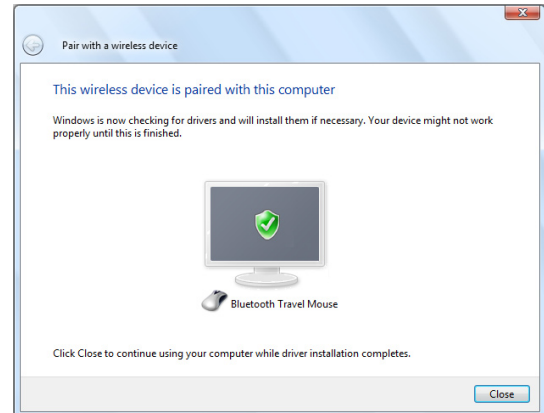 Pair with a wireless device
This wireless device is paired with this computer
Windows is now checking for drivers and will install them if necessary. Your device might not work
properly until this is finished.
Bluetooth Travel Mouse
Click Close to continue using your computer while driver installation completes.
Close